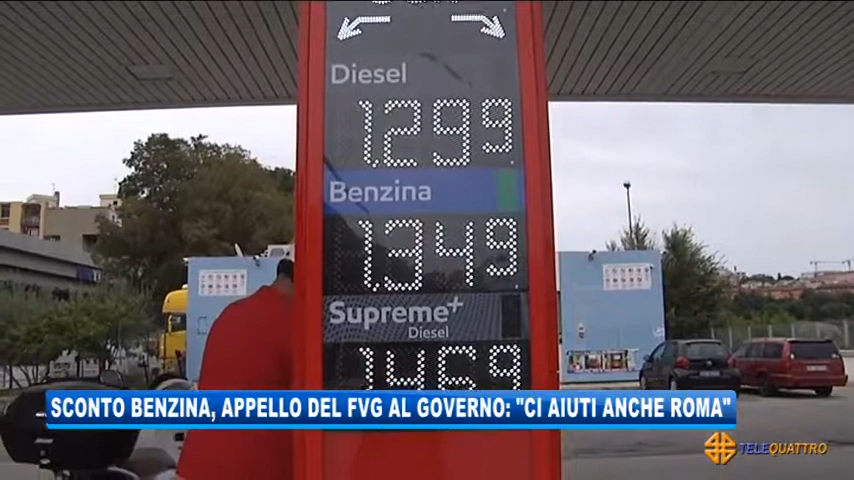 Diesel
1.299
Benzina
1.349
Supreme+
Diesel
1.469
SCONTO BENZINA, APPELLO DEL FVG AL GOVERNO: "CI AIUTI ANCHE ROMA"
TELEQUATTRO